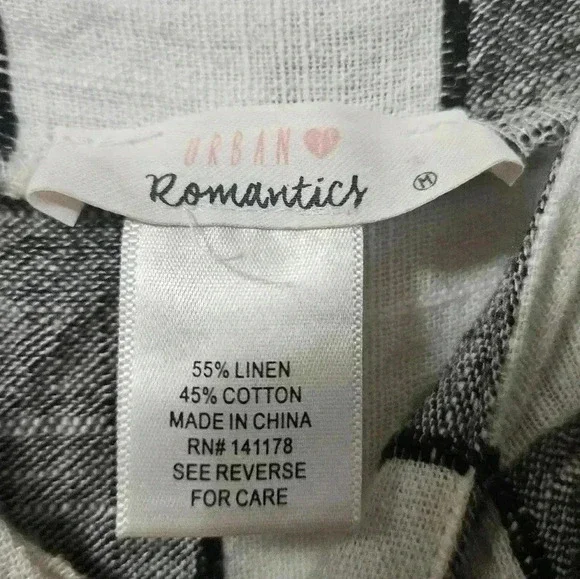 URBAN
Romantics
M
55% LINEN
45% COTTON
MADE IN CHINA
RN# 141178
SEE REVERSE
FOR CARE